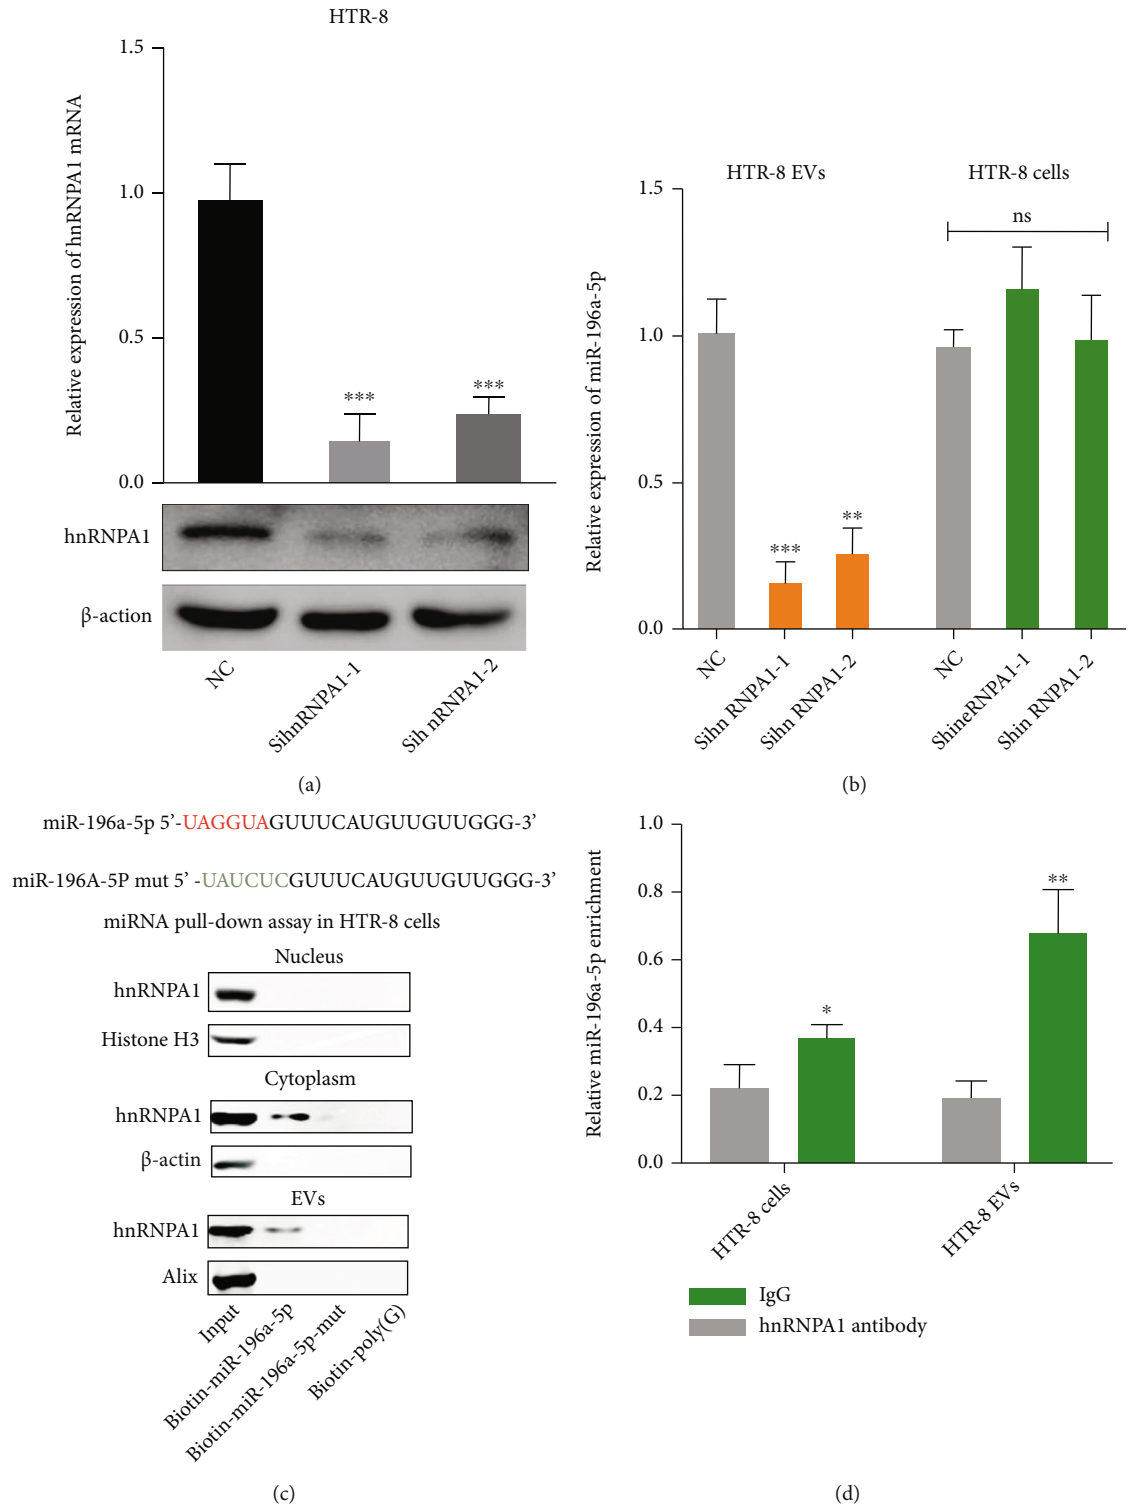 HTR-8
1.5
1.0
0.5
0.0
Relative expression of hnRNPA1 mRNA
***
***
hnRNPA1
β-action
NC
SihnRNPA1-1
Sih nRNPA1-2
(a)
HTR-8 EVs
HTR-8 cells
1.5
1.0
0.5
0.0
Relative expression of miR-196a-5p
ns
***
**
NC
Sihn RNPA1-1
Sihn RNPA1-2
NC
ShineRNPA1-1
Shin RNPA1-2
(b)
miR-196a-5p 5’-UAGGUAGUUUCAUGUUGUUGGG-3’
miR-196A-5P mut 5’ -UAUCUCGUUUCAUGUUGUUGGG-3’
miRNA pull-down assay in HTR-8 cells
Nucleus
hnRNPA1
Histone H3
Cytoplasm
hnRNPA1
β-actin
EVs
hnRNPA1
Alix
Input
Biotin-miR-196a-5p
Biotin-miR-196a-5p-mut
Biotin-poly(G)
(c)
1.0
0.8
0.6
0.4
0.2
0.0
Relative miR-196a-5p enrichment
*
**
HTR-8 cells
HTR-8 EVs
IgG
hnRNPA1 antibody
(d)